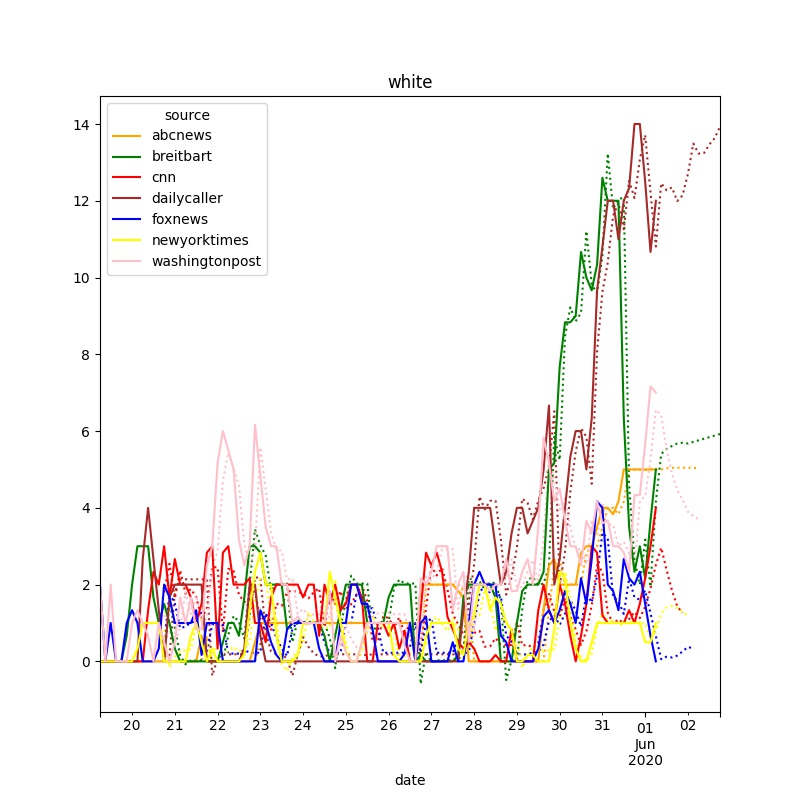 white
source
abcnews
breitbart
cnn
dailycaller
foxnews
newyorktimes
washingtonpost
14
12
10
8
6
4
2
0
20 21 22 23 24 25 26 27 28 29 30 31 01 02
Jun
2020
date